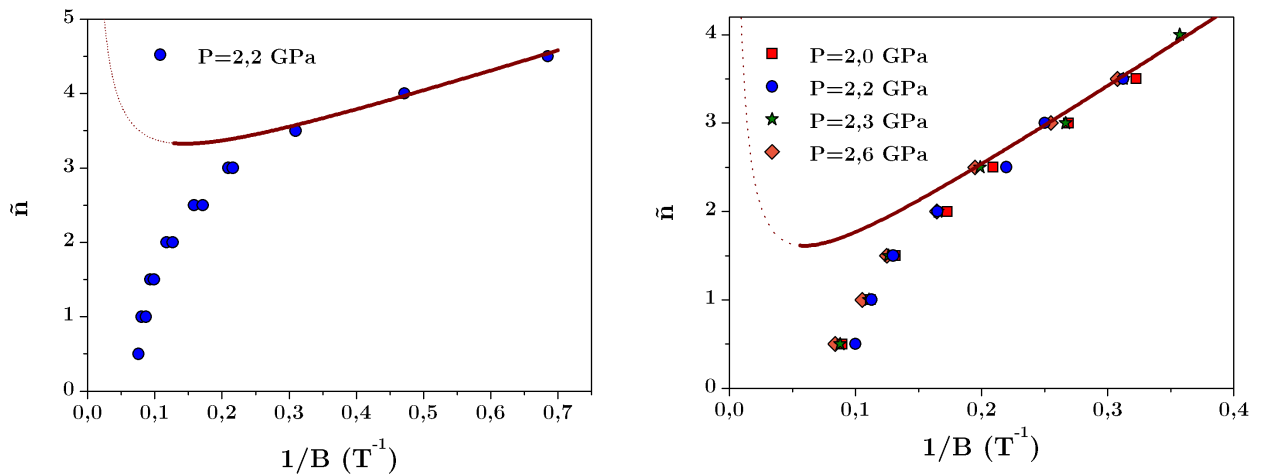 5
4
3
2
1
0
ñ
P=2,2 GPa
0,0 0,1 0,2 0,3 0,4 0,5 0,6 0,7
1/B (T⁻¹)
4
3
2
1
0
ñ
P=2,0 GPa
P=2,2 GPa
P=2,3 GPa
P=2,6 GPa
0,0 0,1 0,2 0,3 0,4
1/B (T⁻¹)